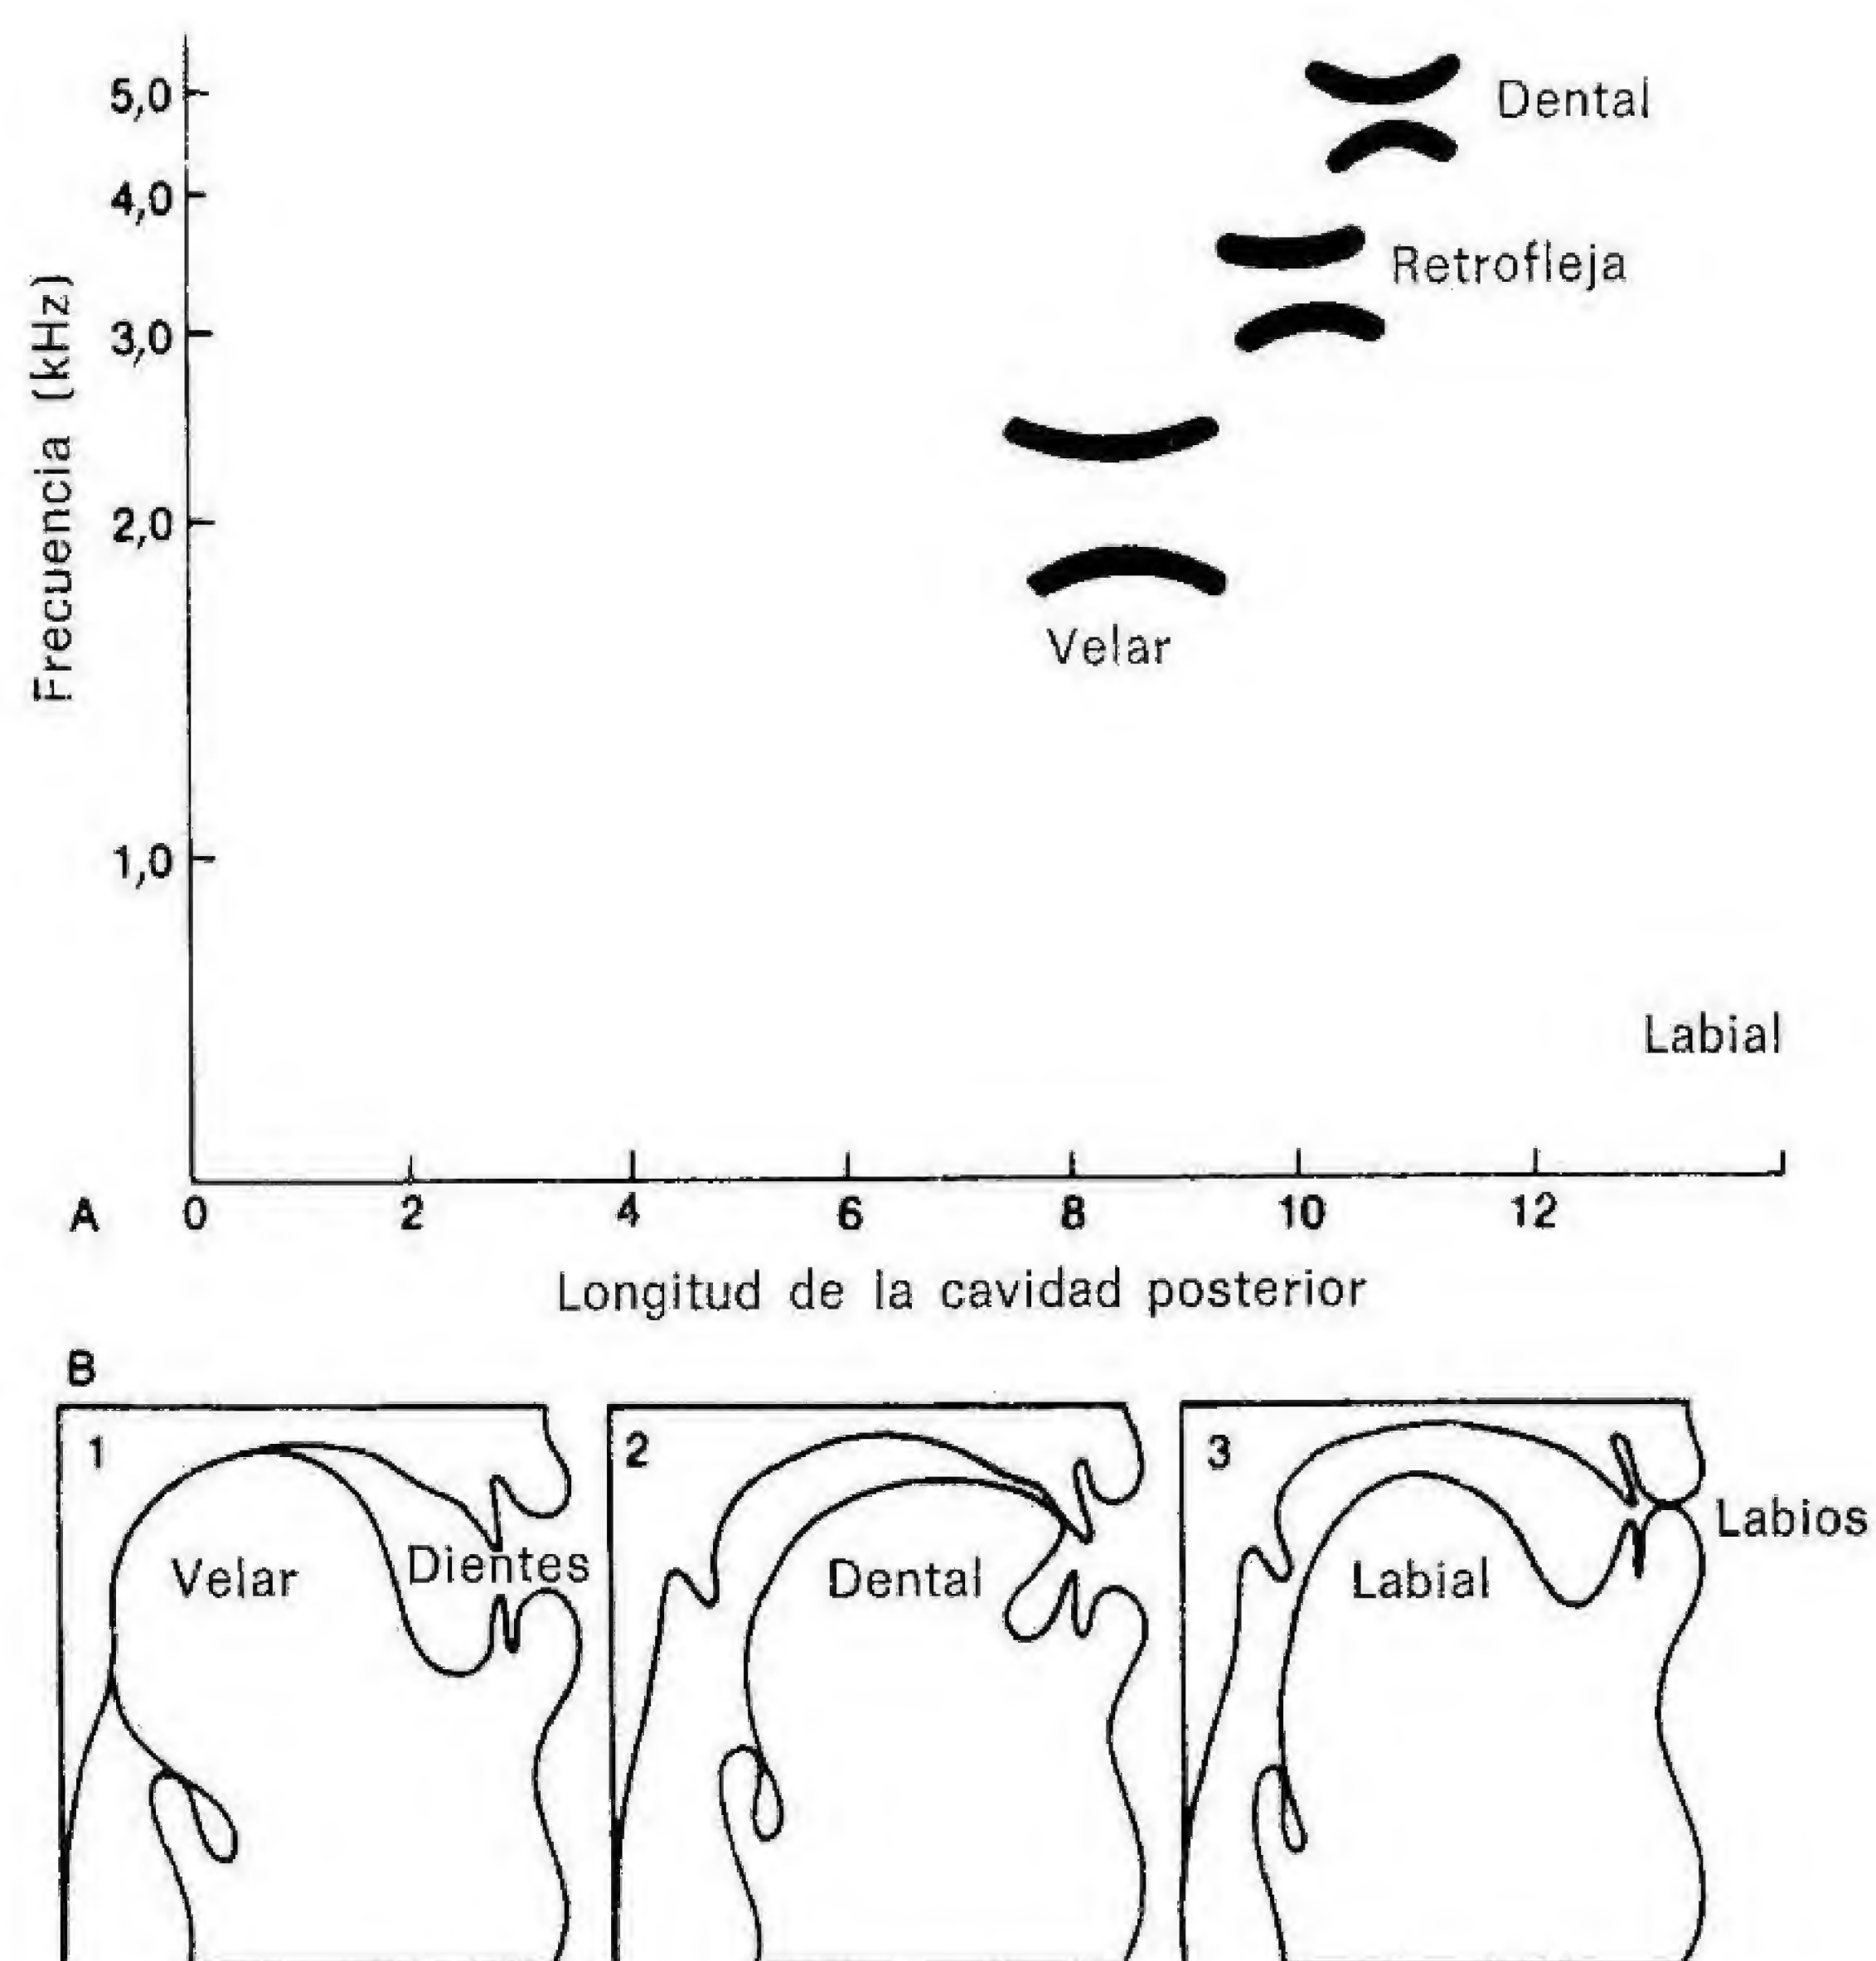 5,0
Dental
4,0
Retrofleja
3,0
Frecuencia (kHz)
2,0
Velar
1,0
Labial
A 0 2 4 6 8 10 12
Longitud de la cavidad posterior
B
1 2 3
Labios
Velar Dientes Dental Labial